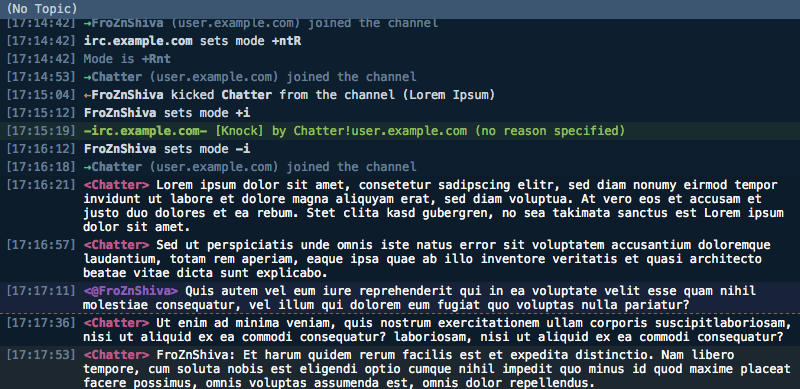 (No Topic)
[17:14:42] →FroZnShiva (user.example.com) joined the channel
[17:14:42] irc.example.com sets mode +ntR
[17:14:42] Mode is +Rnt
[17:14:53] →Chatter (user.example.com) joined the channel
[17:15:04] ←FroZnShiva kicked Chatter from the channel (Lorem Ipsum)
[17:15:12] FroZnShiva sets mode +i
[17:15:19] -irc.example.com- [Knock] by Chatter!user.example.com (no reason specified)
[17:16:12] FroZnShiva sets mode -i
[17:16:18] →Chatter (user.example.com) joined the channel
[17:16:21] <Chatter> Lorem ipsum dolor sit amet, consetetur sadipscing elitr, sed diam nonumy eirmod tempor
invidunt ut labore et dolore magna aliquyam erat, sed diam voluptua. At vero eos et accusam et
justo duo dolores et ea rebum. Stet clita kasd gubergren, no sea takimata sanctus est Lorem ipsum
dolor sit amet.
[17:16:57] <Chatter> Sed ut perspiciatis unde omnis iste natus error sit voluptatem accusantium doloremque
laudantium, totam rem aperiam, eaque ipsa quae ab illo inventore veritatis et quasi architecto
beatae vitae dicta sunt explicabo.
[17:17:11] <@FroZnShiva> Quis autem vel eum iure reprehenderit qui in ea voluptate velit esse quam nihil
molestiae consequatur, vel illum qui dolorem eum fugiat quo voluptas nulla pariatur?
[17:17:36] <Chatter> Ut enim ad minima veniam, quis nostrum exercitationem ullam corporis suscipitlaboriosam,
nisi ut aliquid ex ea commodi consequatur? laboriosam, nisi ut aliquid ex ea commodi consequatur?
[17:17:53] <Chatter> FroZnShiva: Et harum quidem rerum facilis est et expedita distinctio. Nam libero
tempore, cum soluta nobis est eligendi optio cumque nihil impedit quo minus id quod maxime placeat
facere possimus, omnis voluptas assumenda est, omnis dolor repellendus.